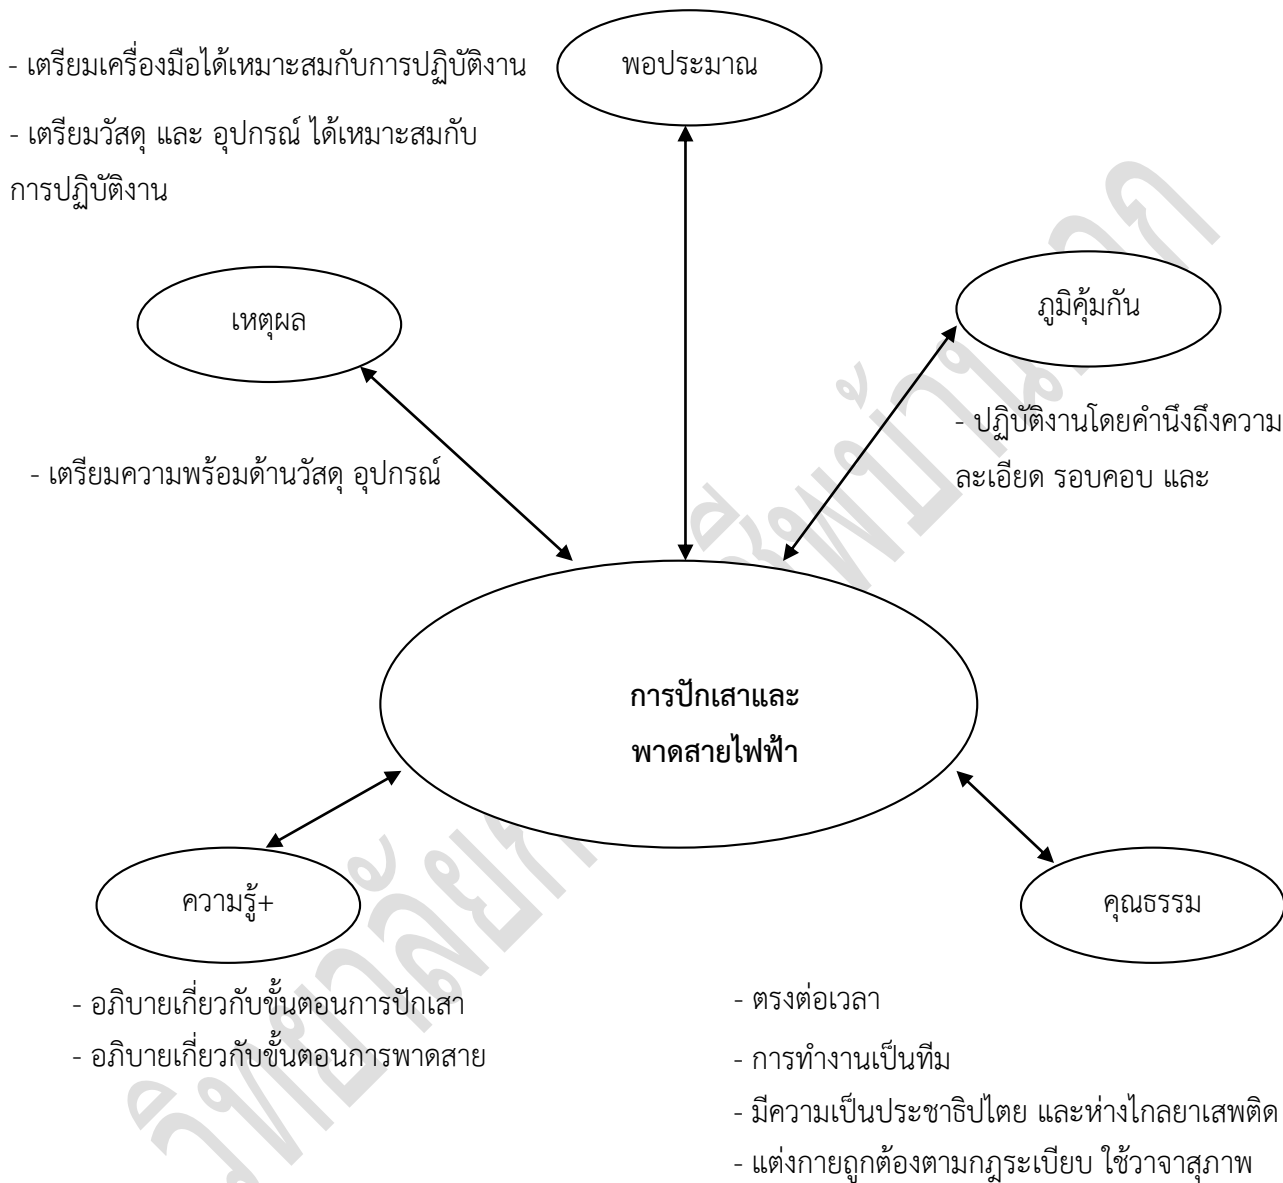 - เตรียมเครื่องมือได้เหมาะสมกับการปฏิบัติงาน
- เตรียมวัสดุ และ อุปกรณ์ ได้เหมาะสมกับ
การปฏิบัติงาน
พอประมาณ
เหตุผล
- เตรียมความพร้อมด้านวัสดุ อุปกรณ์
ภูมิคุ้มกัน
- ปฏิบัติงานโดยคำนึงถึงความ
ละเอียด รอบคอบ และ
การปักเสาและ
พาดสายไฟฟ้า
ความรู้+
- อภิบายเกี่ยวกับขั้นตอนการปักเสา
- อภิบายเกี่ยวกับขั้นตอนการพาดสาย
คุณธรรม
- ตรงต่อเวลา
- การทำงานเป็นทีม
- มีความเป็นประชาธิปไตย และห่างไกลยาเสพติด
- แต่งกายถูกต้องตามกฎระเบียบ ใช้วาจาสุภาพ